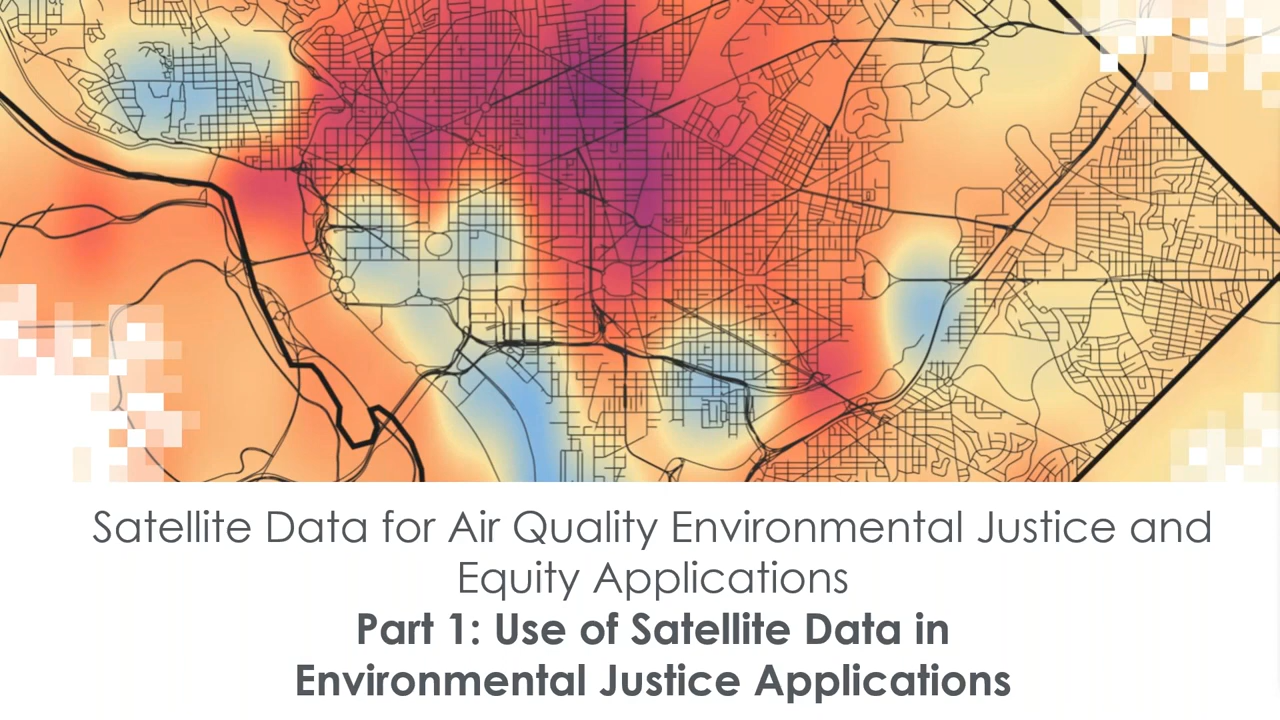 Satellite Data for Air Quality Environmental Justice and
Equity Applications
Part 1: Use of Satellite Data in
Environmental Justice Applications